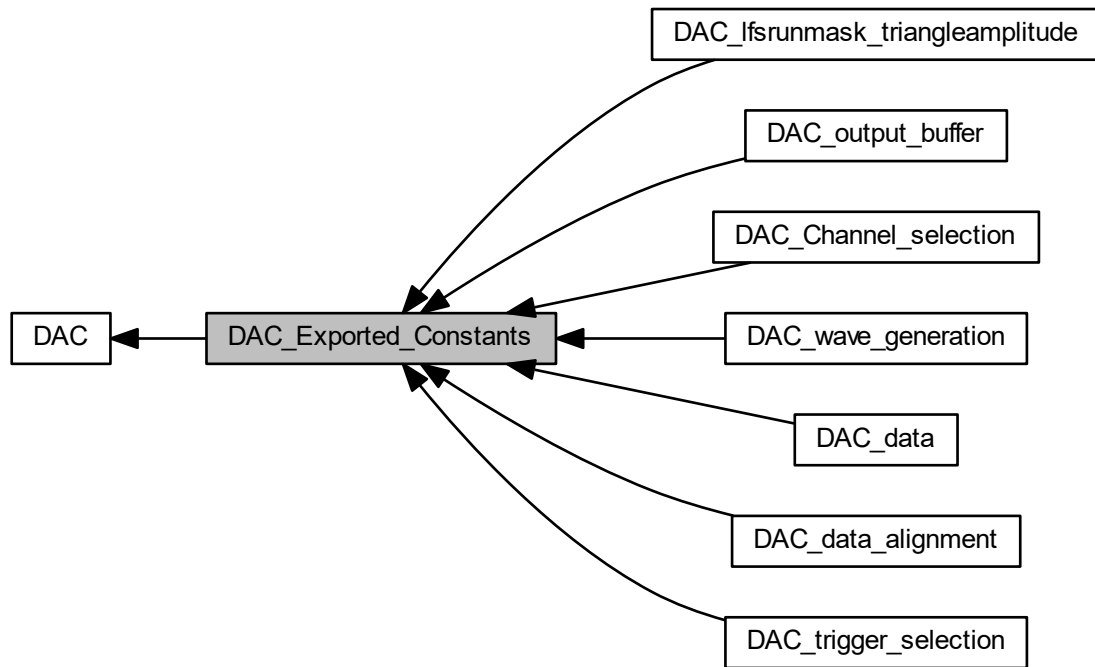 DAC_lfsrunmask_triangleamplitude
DAC_output_buffer
DAC_Channel_selection
DAC
DAC_Exported_Constants
DAC_wave_generation
DAC_data
DAC_data_alignment
DAC_trigger_selection